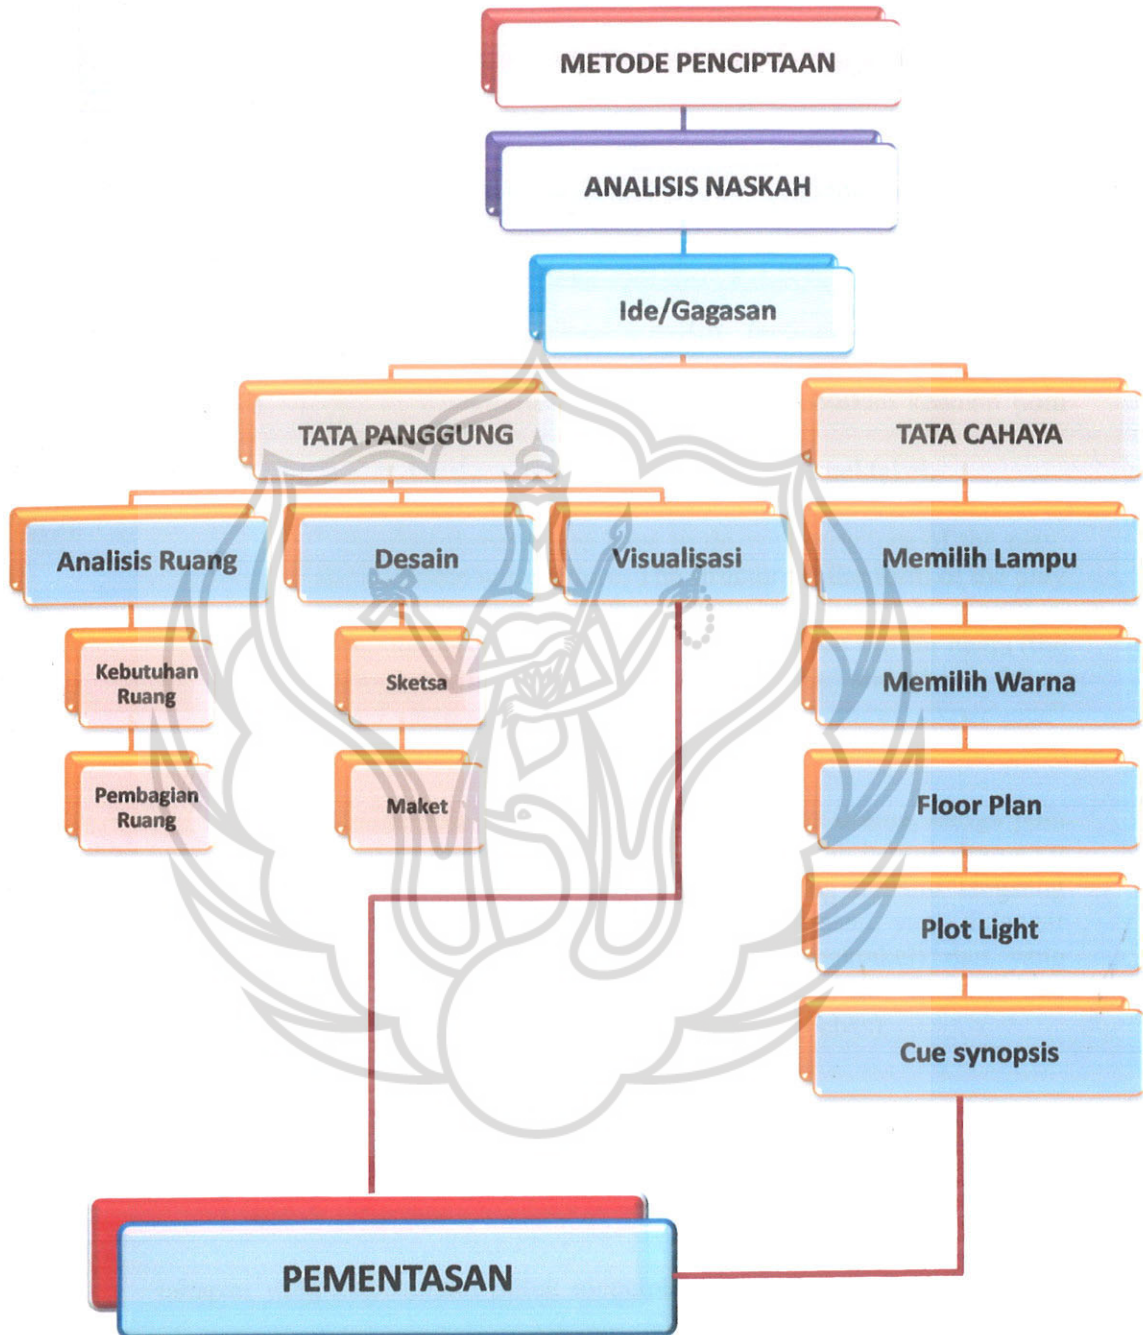 METODE PENCIPTAAN
ANALISIS NASKAH
Ide/Gagasan
TATA PANGGUNG
TATA CAHAYA
Analisis Ruang
Desain
Visualisasi
Memilih Lampu
Kebutuhan
Ruang
Sketsa
Memilih Warna
Pembagian
Ruang
Maket
Floor Plan
Plot Light
Cue synopsis
PEMENTASAN